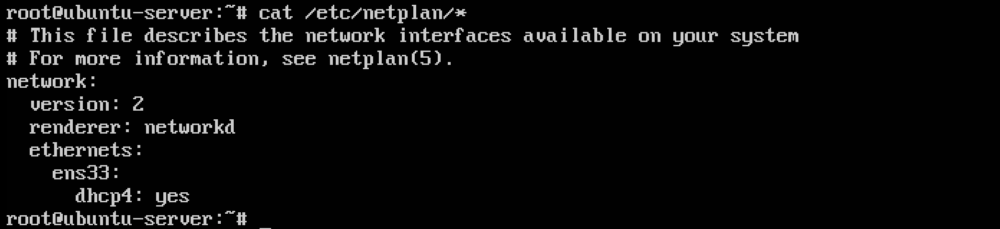 root@ubuntu-server:~# cat /etc/netplan/*
# This file describes the network interfaces available on your system
# For more information, see netplan(5).
network:
  version: 2
  renderer: networkd
  ethernets:
    ens33:
      dhcp4: yes
root@ubuntu-server:~# _